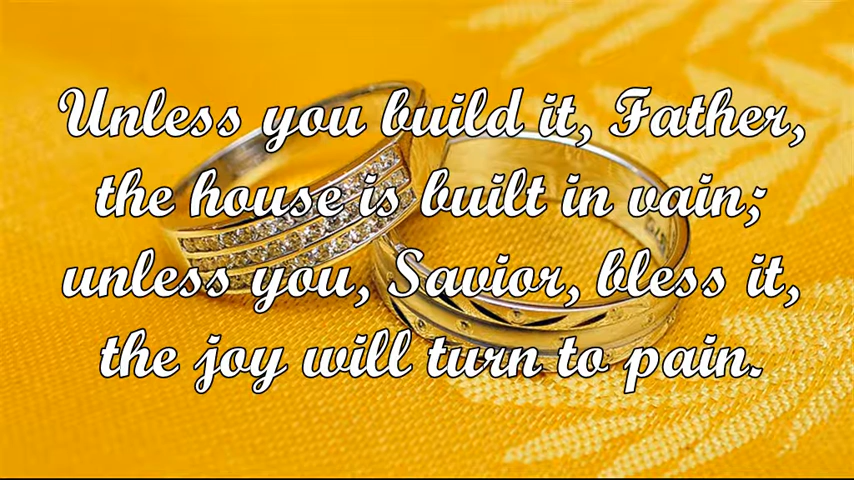 Unless you build it, Father,
the house is built in vain;
unless you, Savior, bless it,
the joy will turn to pain.